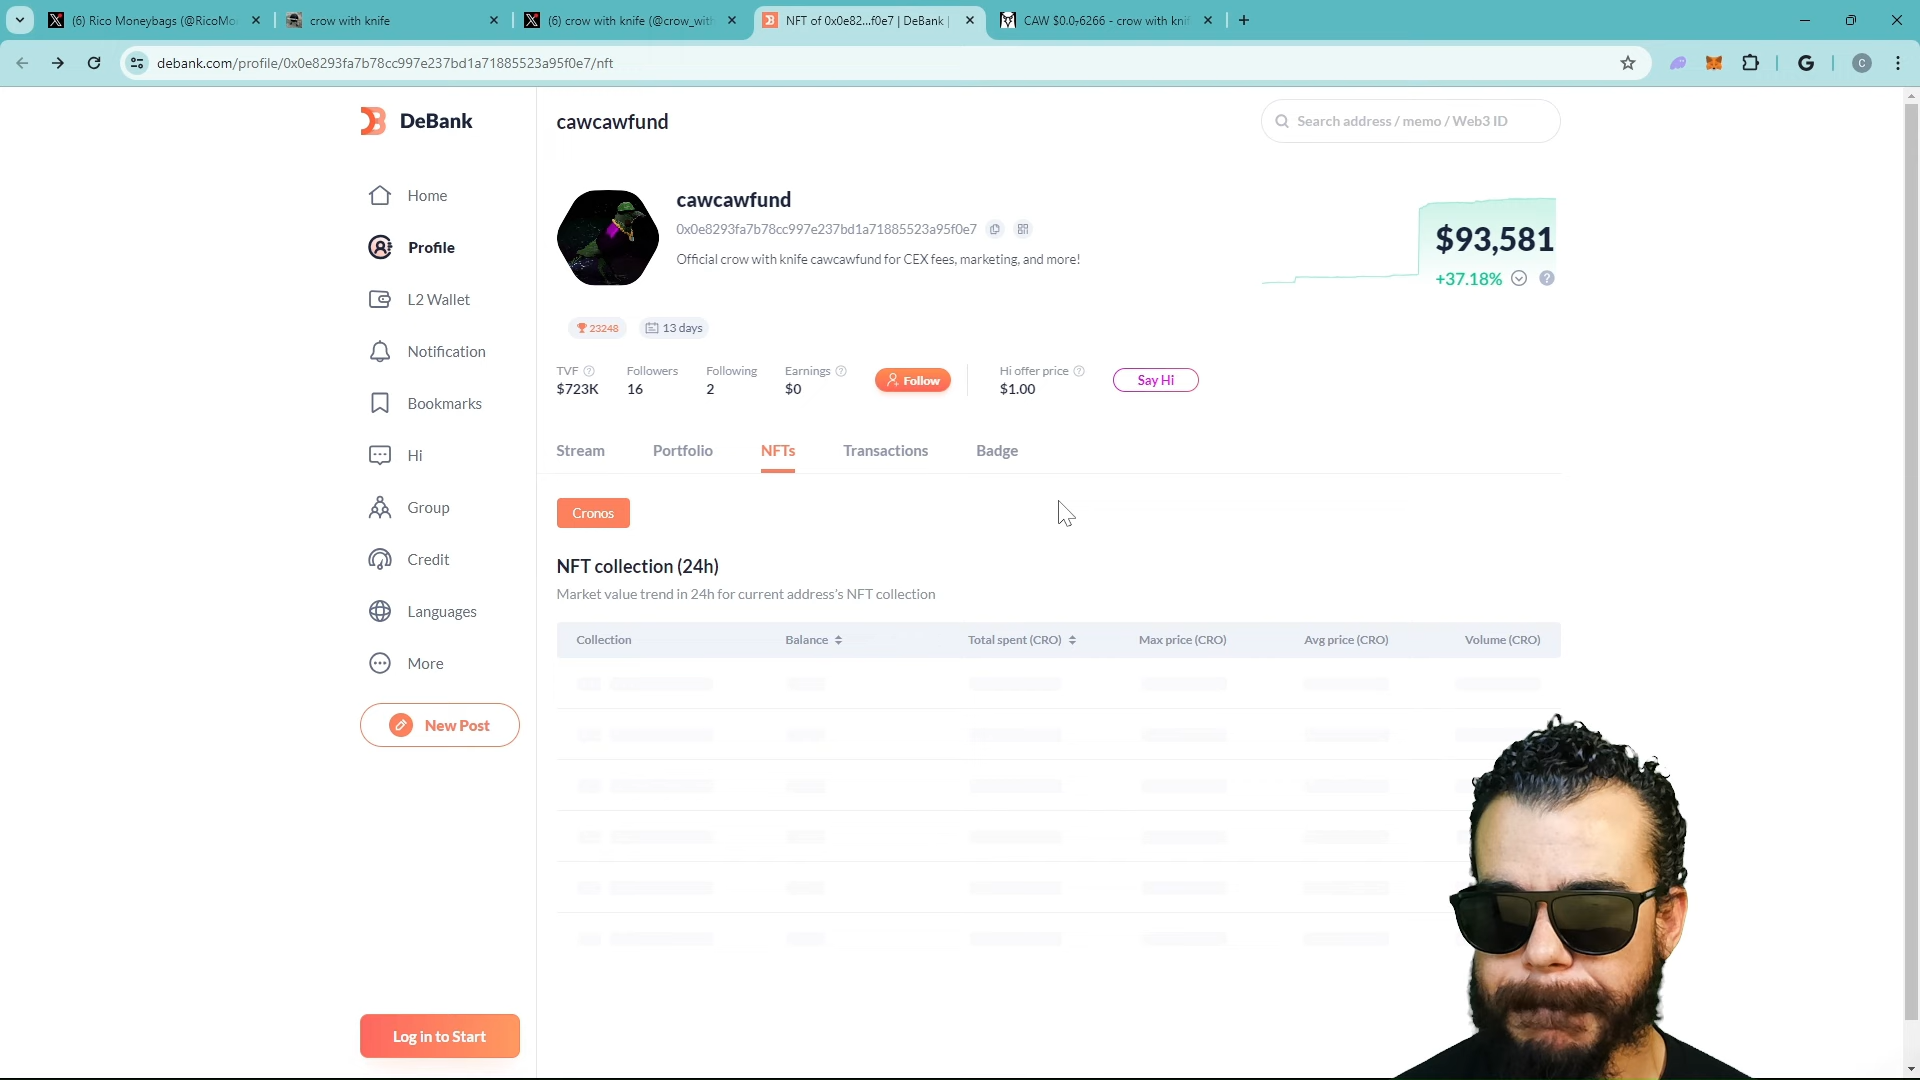 (6) Rico Moneybags (@RicoMo
crow with knife
(6) crow with knife (@crow_with
NFT of 0x0e82...f0e7 | DeBank |
CAW $0.0₇6266 - crow with knif
debank.com/profile/0x0e8293fa7b78cc997e237bd1a71885523a95f0e7/nft
G
C
DeBank
cawcawfund
Search address / memo / Web3 ID
Home
Profile
L2 Wallet
Notification
Bookmarks
Hi
Group
Credit
Languages
More
New Post
Log in to Start
cawcawfund
0x0e8293fa7b78cc997e237bd1a71885523a95f0e7
Official crow with knife cawcawfund for CEX fees, marketing, and more!
$93,581
+37.18%
23248
13 days
TVF Followers Following Earnings
$723K 16 2 $0
Follow
Hi offer price
$1.00
Say Hi
Stream Portfolio NFTs Transactions Badge
Cronos
NFT collection (24h)
Market value trend in 24h for current address's NFT collection
Collection Balance Total spent (CRO) Max price (CRO) Avg price (CRO) Volume (CRO)